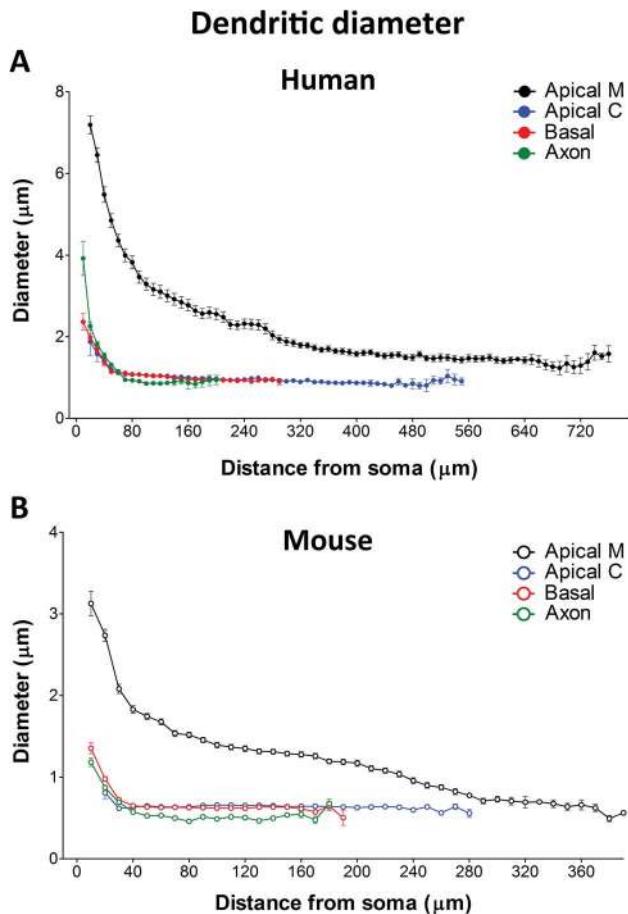 Dendritic diameter
A
Human
Apical M
Apical C
Basal
Axon
Diameter (μm)
8
6
4
2
0
0 80 160 240 320 400 480 560 640 720
Distance from soma (μm)
B
Mouse
Apical M
Apical C
Basal
Axon
Diameter (μm)
4
3
2
1
0
0 40 80 120 160 200 240 280 320 360
Distance from soma (μm)